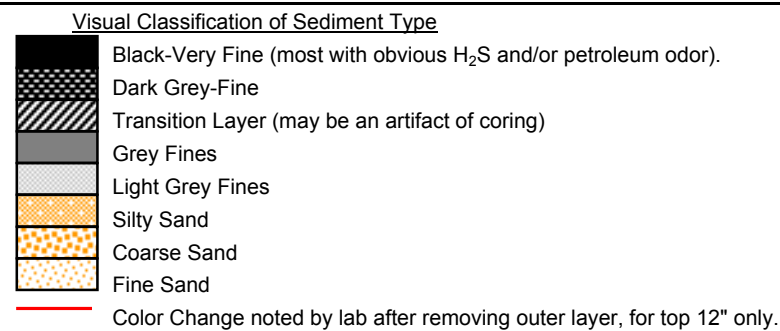 Visual Classification of Sediment Type
Black-Very Fine (most with obvious H₂S and/or petroleum odor).
Dark Grey-Fine
Transition Layer (may be an artifact of coring)
Grey Fines
Light Grey Fines
Silty Sand
Coarse Sand
Fine Sand
Color Change noted by lab after removing outer layer, for top 12" only.